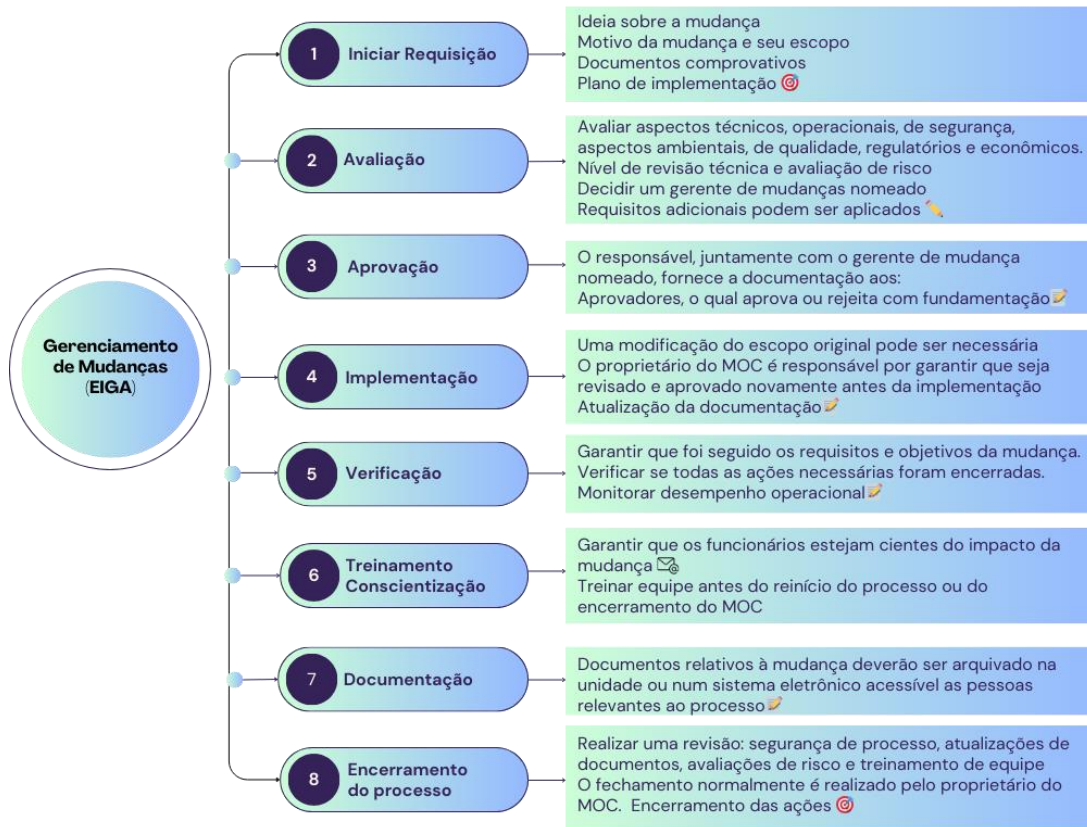 Gerenciamento
de Mudanças
(EIGA)
1 Iniciar Requisição
Ideia sobre a mudança
Motivo da mudança e seu escopo
Documentos comprovativos
Plano de implementação 🎯
2 Avaliação
Avaliar aspectos técnicos, operacionais, de segurança,
aspectos ambientais, de qualidade, regulatórios e econômicos.
Nível de revisão técnica e avaliação de risco
Decidir um gerente de mudanças nomeado
Requisitos adicionais podem ser aplicados ✏️
3 Aprovação
O responsável, juntamente com o gerente de mudança
nomeado, fornece a documentação aos:
Aprovadores, o qual aprova ou rejeita com fundamentação📝
4 Implementação
Uma modificação do escopo original pode ser necessária
O proprietário do MOC é responsável por garantir que seja
revisado e aprovado novamente antes da implementação
Atualização da documentação📝
5 Verificação
Garantir que foi seguido os requisitos e objetivos da mudança.
Verificar se todas as ações necessárias foram encerradas.
Monitorar desempenho operacional📝
6 Treinamento
Conscientização
Garantir que os funcionários estejam cientes do impacto da
mudança
Treinar equipe antes do reinício do processo ou do
encerramento do MOC
7 Documentação
Documentos relativos à mudança deverão ser arquivado na
unidade ou num sistema eletrônico acessível as pessoas
relevantes ao processo📝
8 Encerramento
do processo
Realizar uma revisão: segurança de processo, atualizações de
documentos, avaliações de risco e treinamento de equipe
O fechamento normalmente é realizado pelo proprietário do
MOC. Encerramento das ações 🎯